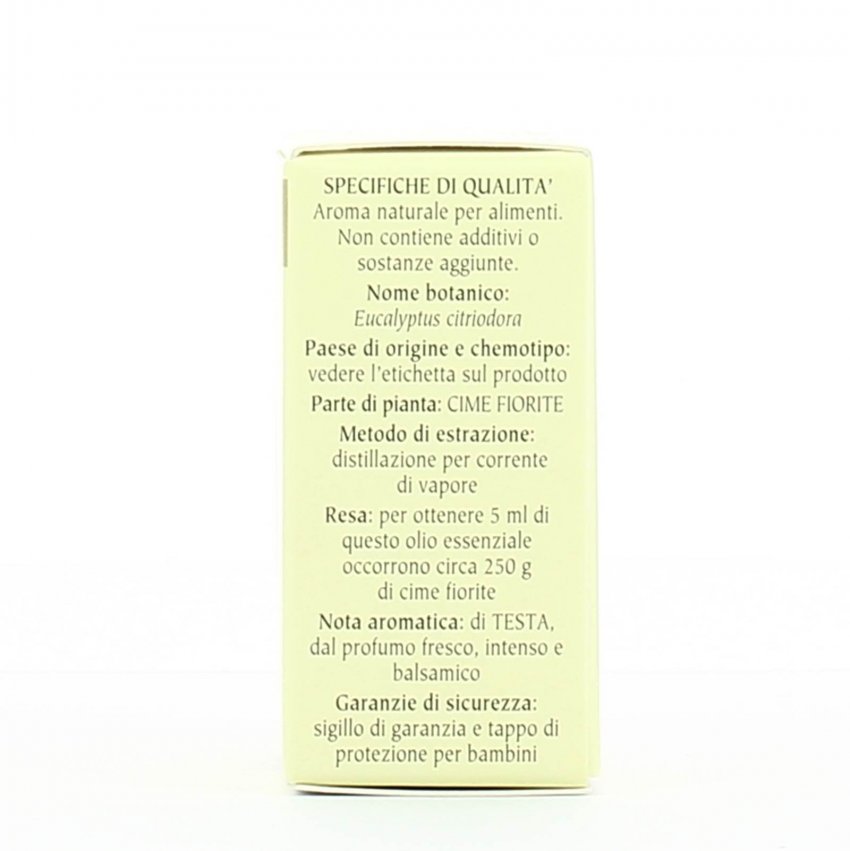 SPECIFICHE DI QUALITA'
Aroma naturale per alimenti.
Non contiene additivi o
sostanze aggiunte.
Nome botanico:
Eucalyptus citriodora
Paese di origine e chemotipo:
vedere l'etichetta sul prodotto
Parte di pianta: CIME FIORITE
Metodo di estrazione:
distillazione per corrente
di vapore
Resa: per ottenere 5 ml di
questo olio essenziale
occorrono circa 250 g
di cime fiorite
Nota aromatica: di TESTA,
dal profumo fresco, intenso e
balsamico
Garanzie di sicurezza:
sigillo di garanzia e tappo di
protezione per bambini